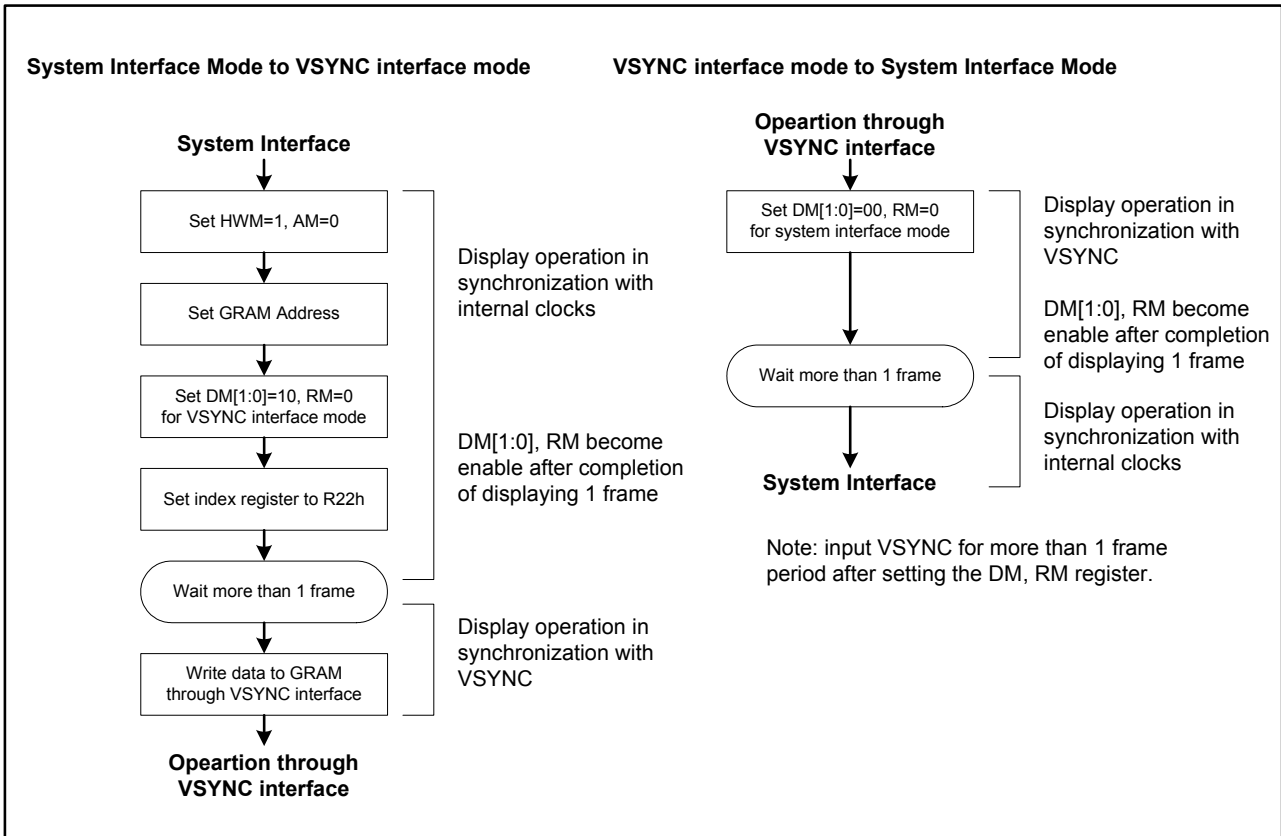 System Interface Mode to VSYNC interface mode
System Interface
Set HWM=1, AM=0
Set GRAM Address
Set DM[1:0]=10, RM=0
for VSYNC interface mode
Set index register to R22h
Wait more than 1 frame
Write data to GRAM
through VSYNC interface
Opeartion through
VSYNC interface
Display operation in
synchronization with
internal clocks
DM[1:0], RM become
enable after completion
of displaying 1 frame
Display operation in
synchronization with
VSYNC
VSYNC interface mode to System Interface Mode
Opeartion through
VSYNC interface
Set DM[1:0]=00, RM=0
for system interface mode
Wait more than 1 frame
System Interface
Display operation in
synchronization with
VSYNC
DM[1:0], RM become
enable after completion
of displaying 1 frame
Display operation in
synchronization with
internal clocks
Note: input VSYNC for more than 1 frame
period after setting the DM, RM register.